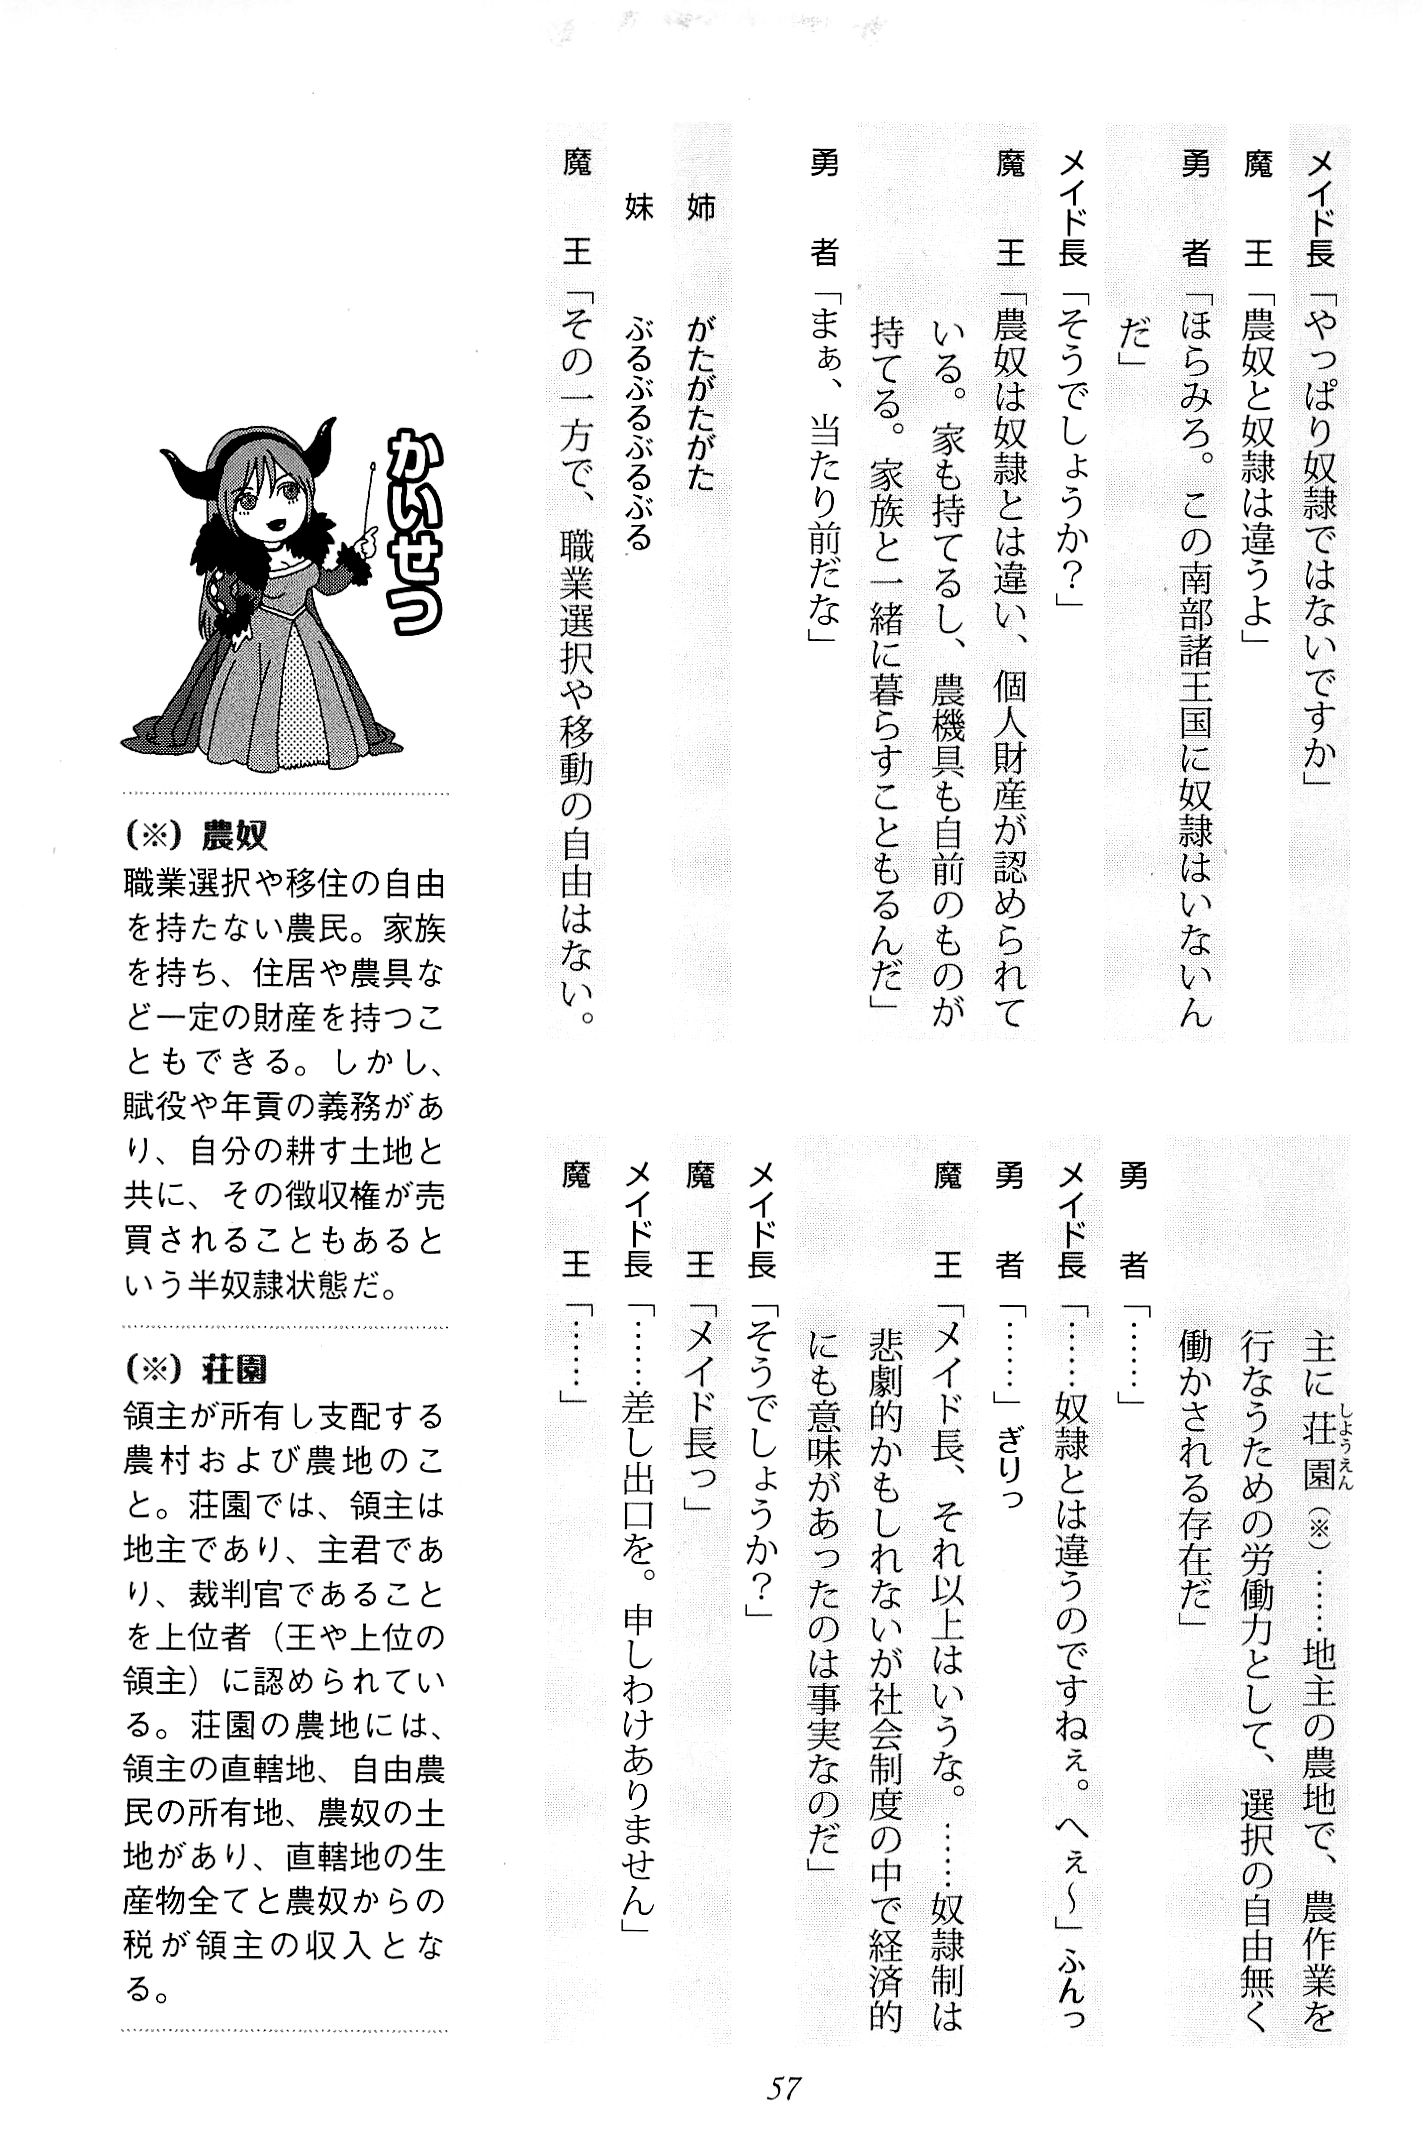 メイド長「やっぱり奴隷ではないですか」
魔　王「農奴と奴隷は違うよ」
勇　者「ほらみろ。この南部諸王国に奴隷はいないん
だ」
メイド長「そうでしょうか？」
魔　王「農奴は奴隷とは違い、個人財産が認められて
いる。家も持てるし、農機具も自前のものが
持てる。家族と一緒に暮らすこともるんだ」
勇　者「まぁ、当たり前だな」
姉　がたがたがた
妹　ぶるぶるぶるぶる
魔　王「その一方で、職業選択や移動の自由はない。
主に荘園（※）……地主の農地で、農作業を
しようえん
行なうための労働力として、選択の自由無く
働かされる存在だ」
勇　者「……」
メイド長「……奴隷とは違うのですねぇ。へぇ～」ふんっ
勇　者「……」ぎりっ
魔　王「メイド長、それ以上はいうな。……奴隷制は
悲劇的かもしれないが社会制度の中で経済的
にも意味があったのは事実なのだ」
メイド長「そうでしょうか？」
魔　王「メイド長っ」
メイド長「……差し出口を。申しわけありません」
魔　王「……」
かいせつ
（※）農奴
職業選択や移住の自由
を持たない農民。家族
を持ち、住居や農具な
ど一定の財産を持つこ
ともできる。しかし、
賦役や年貢の義務があ
り、自分の耕す土地と
共に、その徴収権が売
買されることもあると
いう半奴隷状態だ。
（※）荘園
領主が所有し支配する
農村および農地のこ
と。荘園では、領主は
地主であり、主君であ
り、裁判官であること
を上位者（王や上位の
領主）に認められてい
る。荘園の農地には、
領主の直轄地、自由農
民の所有地、農奴の土
地があり、直轄地の生
産物全てと農奴からの
税が領主の収入とな
る。
57